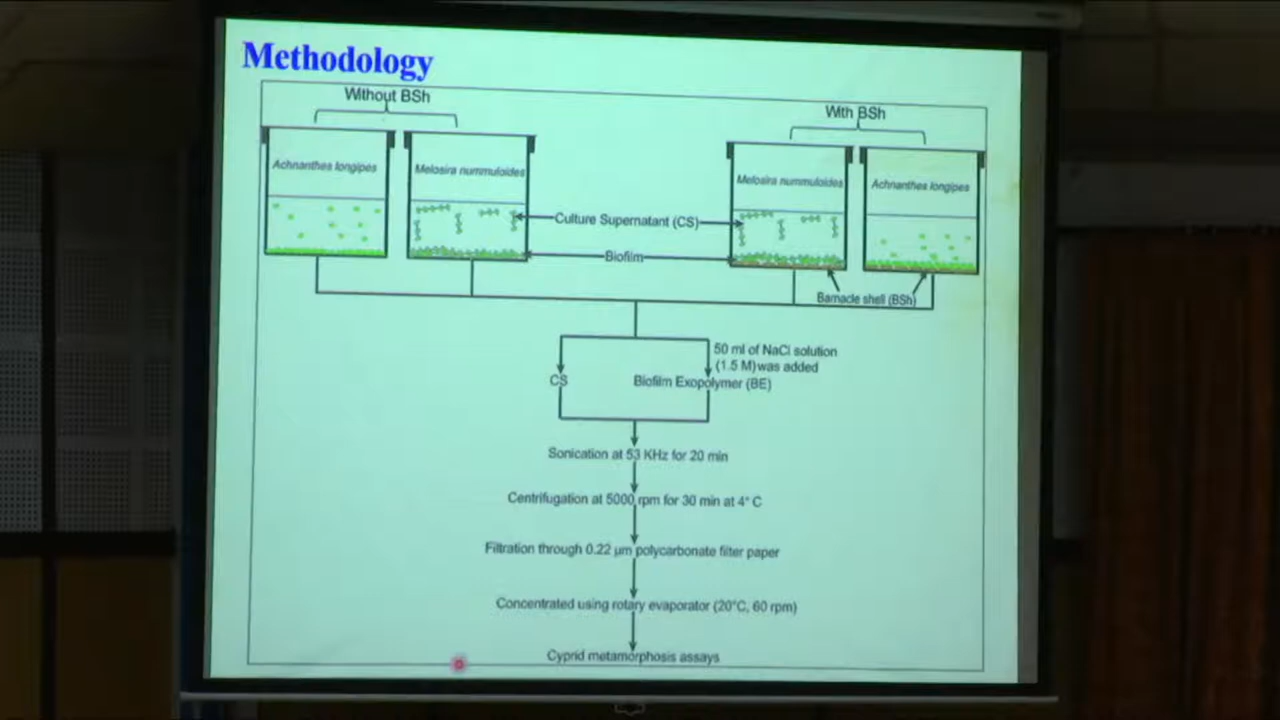 Methodology
Without BSh
With BSh
Achnanthes longipes
Melosira nummuloides
Melosira nummuloides
Achnanthes longipes
Culture Supernatant (CS)
Biofilm
Barnacle shell (BSh)
50 ml of NaCl solution
(1.5 M) was added
CS
Biofilm Exopolymer (BE)
Sonication at 53 KHz for 20 min
Centrifugation at 5000 rpm for 30 min at 4° C
Filtration through 0.22 µm polycarbonate filter paper
Concentrated using rotary evaporator (20°C, 60 rpm)
Cyprid metamorphosis assays